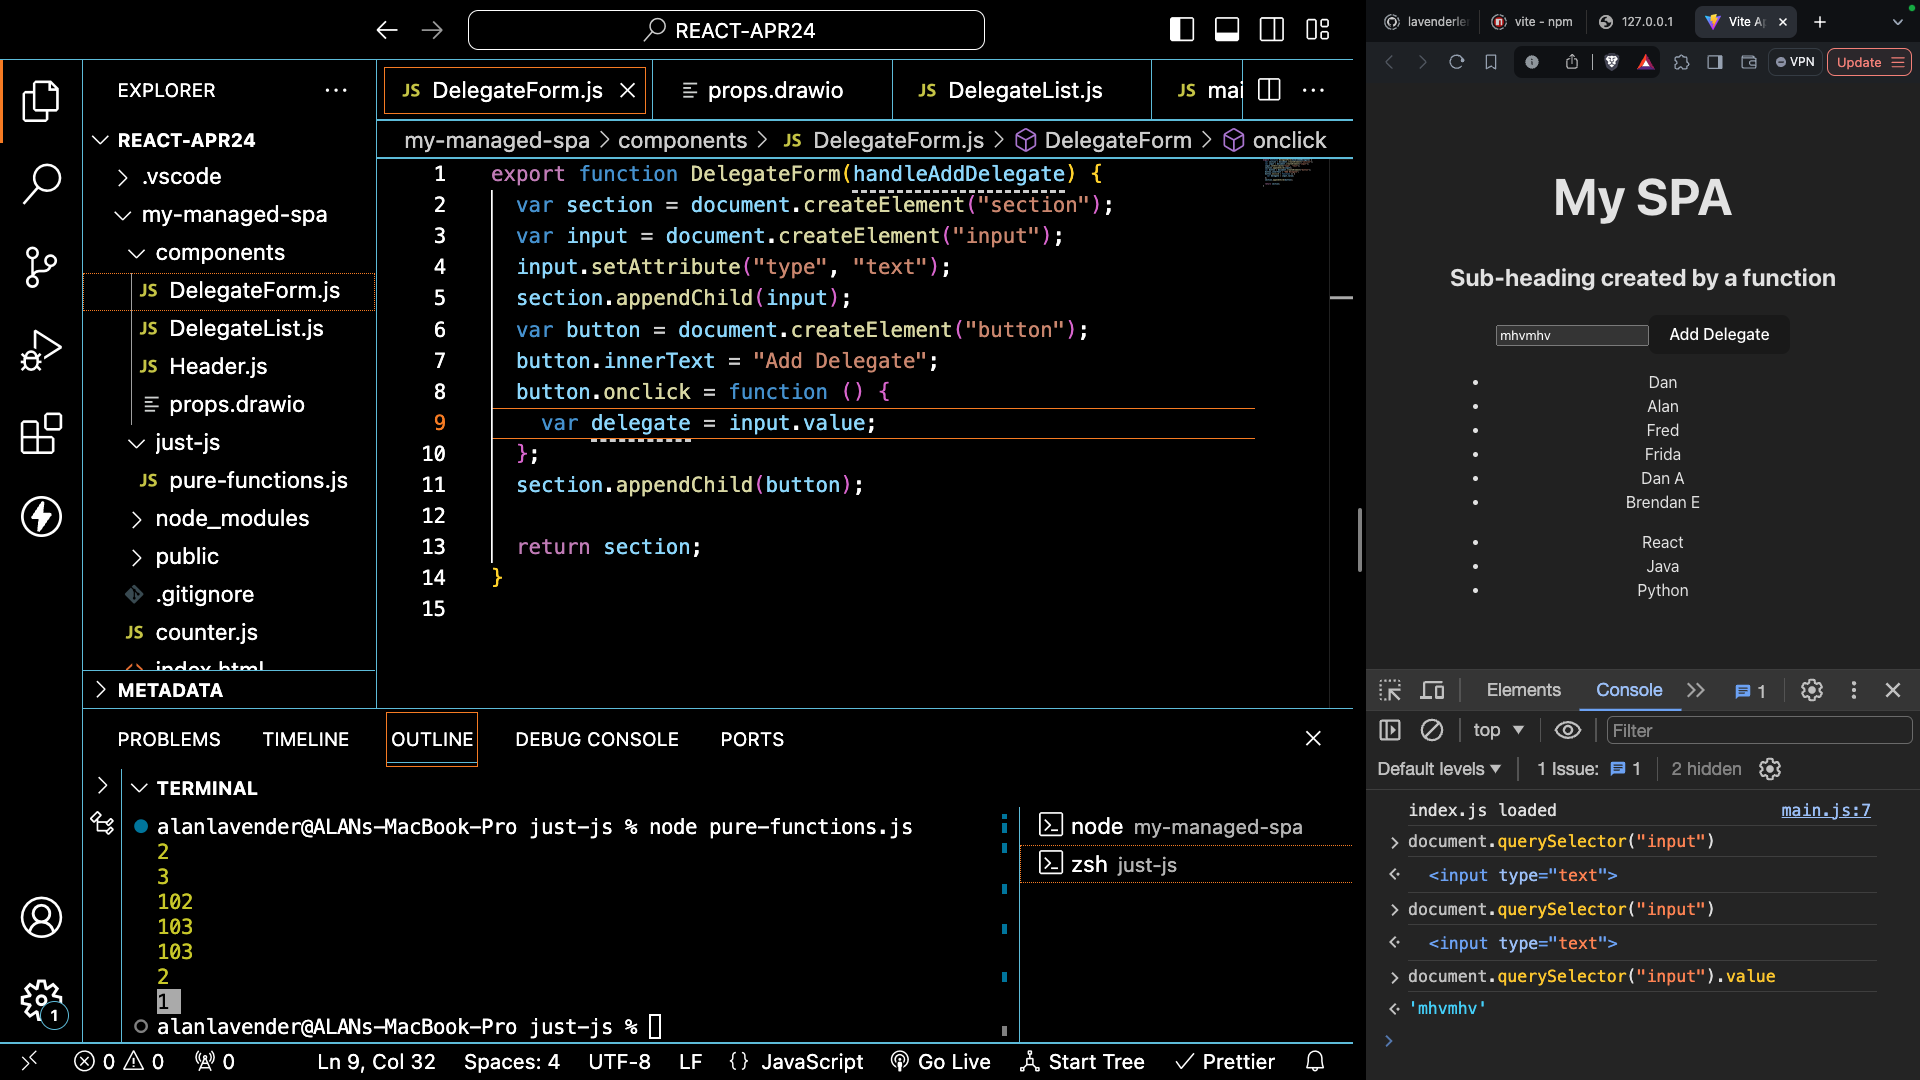 REACT-APR24
EXPLORER
REACT-APR24
.vscode
my-managed-spa
components
JS DelegateForm.js
JS DelegateList.js
JS Header.js
props.drawio
just-js
JS pure-functions.js
node_modules
public
.gitignore
JS counter.js
index.html
METADATA
JS DelegateForm.js
props.drawio
JS DelegateList.js
JS mai
my-managed-spa > components > JS DelegateForm.js > DelegateForm > onclick
1 export function DelegateForm(handleAddDelegate) {
2 var section = document.createElement("section");
3 var input = document.createElement("input");
4 input.setAttribute("type", "text");
5 section.appendChild(input);
6 var button = document.createElement("button");
7 button.innerText = "Add Delegate";
8 button.onclick = function () {
9 var delegate = input.value;
10 };
11 section.appendChild(button);
12
13 return section;
14 }
15
PROBLEMS TIMELINE OUTLINE DEBUG CONSOLE PORTS
TERMINAL
alanlavender@ALANs-MacBook-Pro just-js % node pure-functions.js
2
3
102
103
103
2
1
alanlavender@ALANs-MacBook-Pro just-js %
node my-managed-spa
zsh just-js
1
0 0 0 Ln 9, Col 32 Spaces: 4 UTF-8 LF {} JavaScript Go Live Start Tree Prettier
lavenderle
vite - npm
127.0.0.1
Vite Ap
VPN
Update
My SPA
Sub-heading created by a function
mhvmhv Add Delegate
Dan
Alan
Fred
Frida
Dan A
Brendan E
React
Java
Python
Elements Console 1
top Filter
Default levels 1 Issue: 1 2 hidden
index.js loaded main.js:7
document.querySelector("input")
<input type="text">
document.querySelector("input")
<input type="text">
document.querySelector("input").value
'mhvmhv'